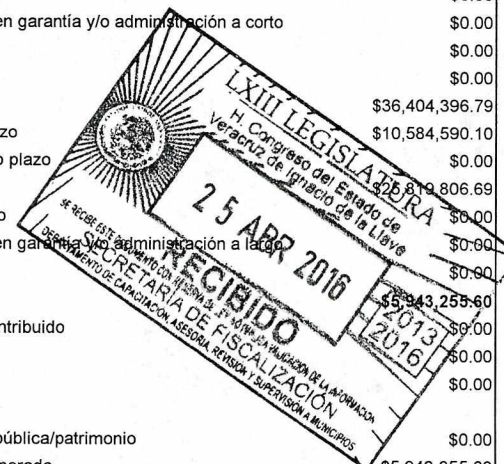 en garantía y/o administración a corto $0.00
$0.00
$0.00
$36,404,396.79
zo $10,584,590.10
o plazo $0.00
$25,819,806.69
o $0.00
en garantía y/o administración a largo $0.00
$0.00
$5,943,255.60
ntribuido $0.00
$0.00
$0.00
ública/patrimonio $0.00
LXIII LEGISLATURA
H. Congreso del Estado de
Veracruz de Ignacio de la Llave
25 ABR 2016
RECIBIDO
SECRETARÍA DE FISCALIZACIÓN
DEPARTAMENTO DE CAPACITACIÓN, ASESORÍA, REVISIÓN Y SUPERVISIÓN A MUNICIPIOS
2013
2016